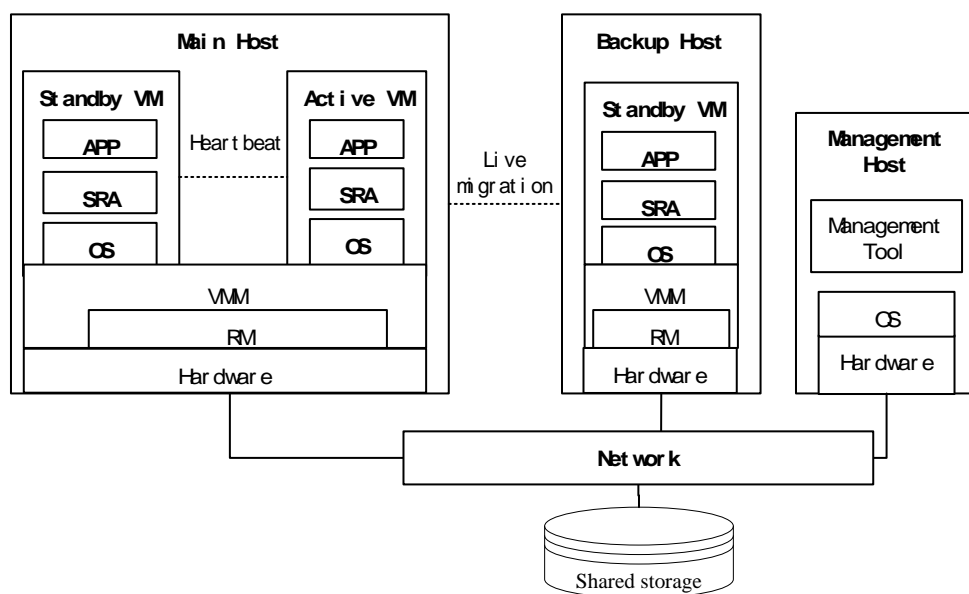 Main Host
Standby VM
APP
SRA
OS
Heartbeat
Active VM
APP
SRA
OS
VMM
RM
Hardware
Live
migration
Backup Host
Standby VM
APP
SRA
OS
VMM
RM
Hardware
Management
Host
Management
Tool
OS
Hardware
Network
Shared storage